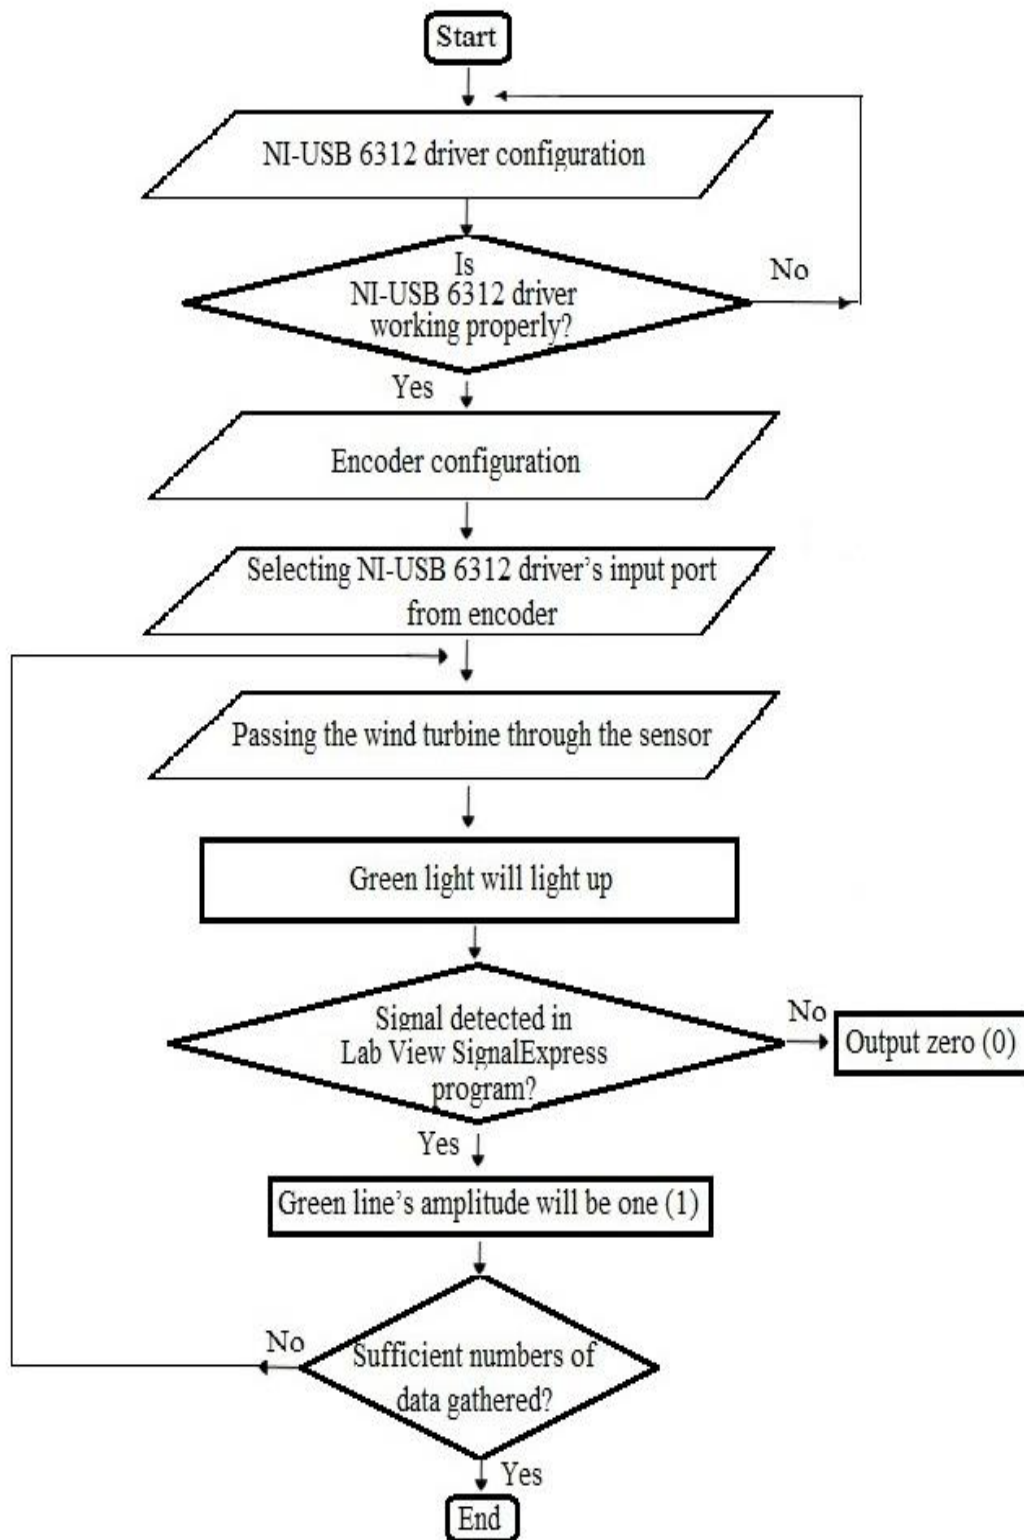 Start
NI-USB 6312 driver configuration
Is
NI-USB 6312 driver
working properly?
No
Yes
Encoder configuration
Selecting NI-USB 6312 driver's input port
from encoder
Passing the wind turbine through the sensor
Green light will light up
Signal detected in
Lab View SignalExpress
program?
No
Output zero (0)
Yes
Green line's amplitude will be one (1)
No
Sufficient numbers of
data gathered?
Yes
End